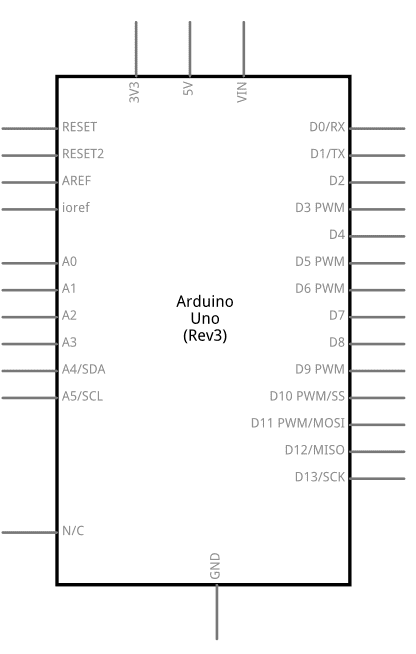 3V3
5V
VIN
RESET
RESET2
AREF
ioref
A0
A1
A2
A3
A4/SDA
A5/SCL
N/C
Arduino
Uno
(Rev3)
D0/RX
D1/TX
D2
D3 PWM
D4
D5 PWM
D6 PWM
D7
D8
D9 PWM
D10 PWM/SS
D11 PWM/MOSI
D12/MISO
D13/SCK
GND